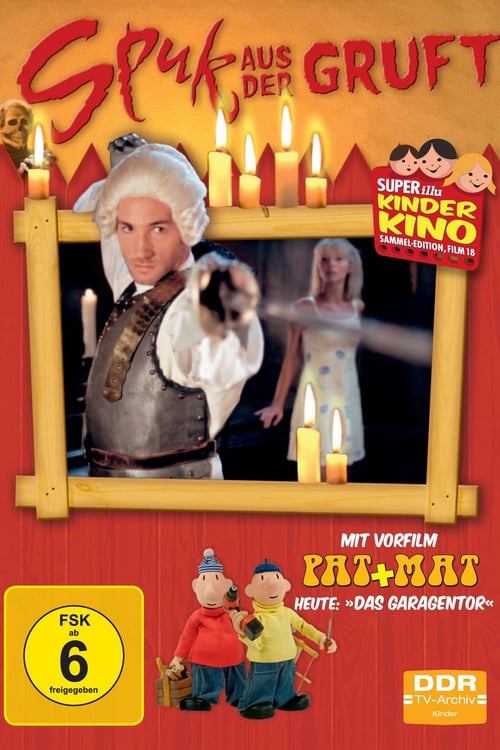 Spuk AUS DER GRUFT
SUPER illu
KINDER
KINO
SAMMEL-EDITION, FILM 18
MIT VORFILM
PAT+MAT
HEUTE: »DAS GARAGENTOR«
FSK
ab
6
freigegeben
DDR
TV-Archiv
Kinder